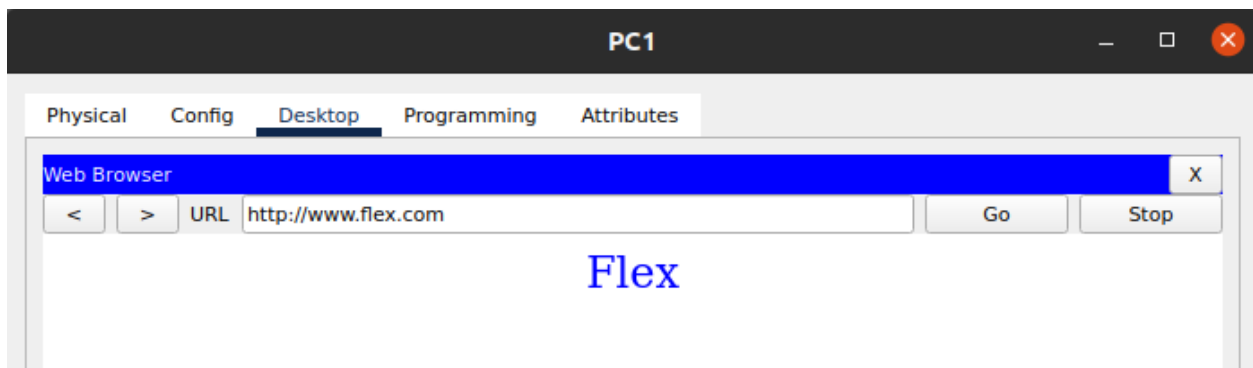 PC1
Physical Config Desktop Programming Attributes
Web Browser X
< > URL http://www.flex.com Go Stop
Flex